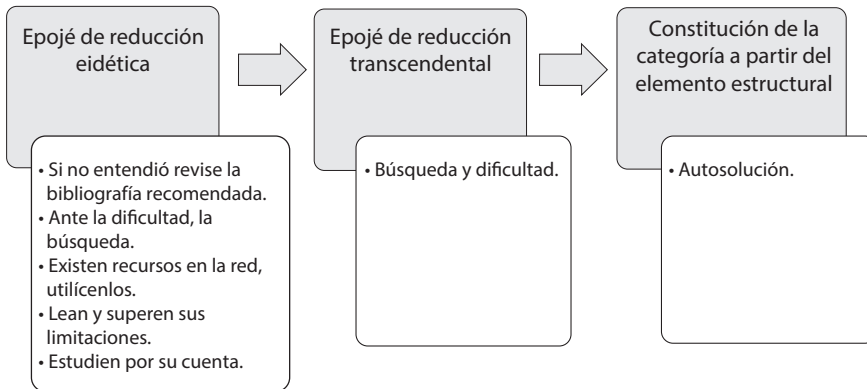 Epojé de reducción
eidética
• Si no entendió revise la
bibliografía recomendada.
• Ante la dificultad, la
búsqueda.
• Existen recursos en la red,
utilícenlos.
• Lean y superen sus
limitaciones.
• Estudien por su cuenta.
Epojé de reducción
transcendental
• Búsqueda y dificultad.
Constitución de la
categoría a partir del
elemento estructural
• Autosolución.